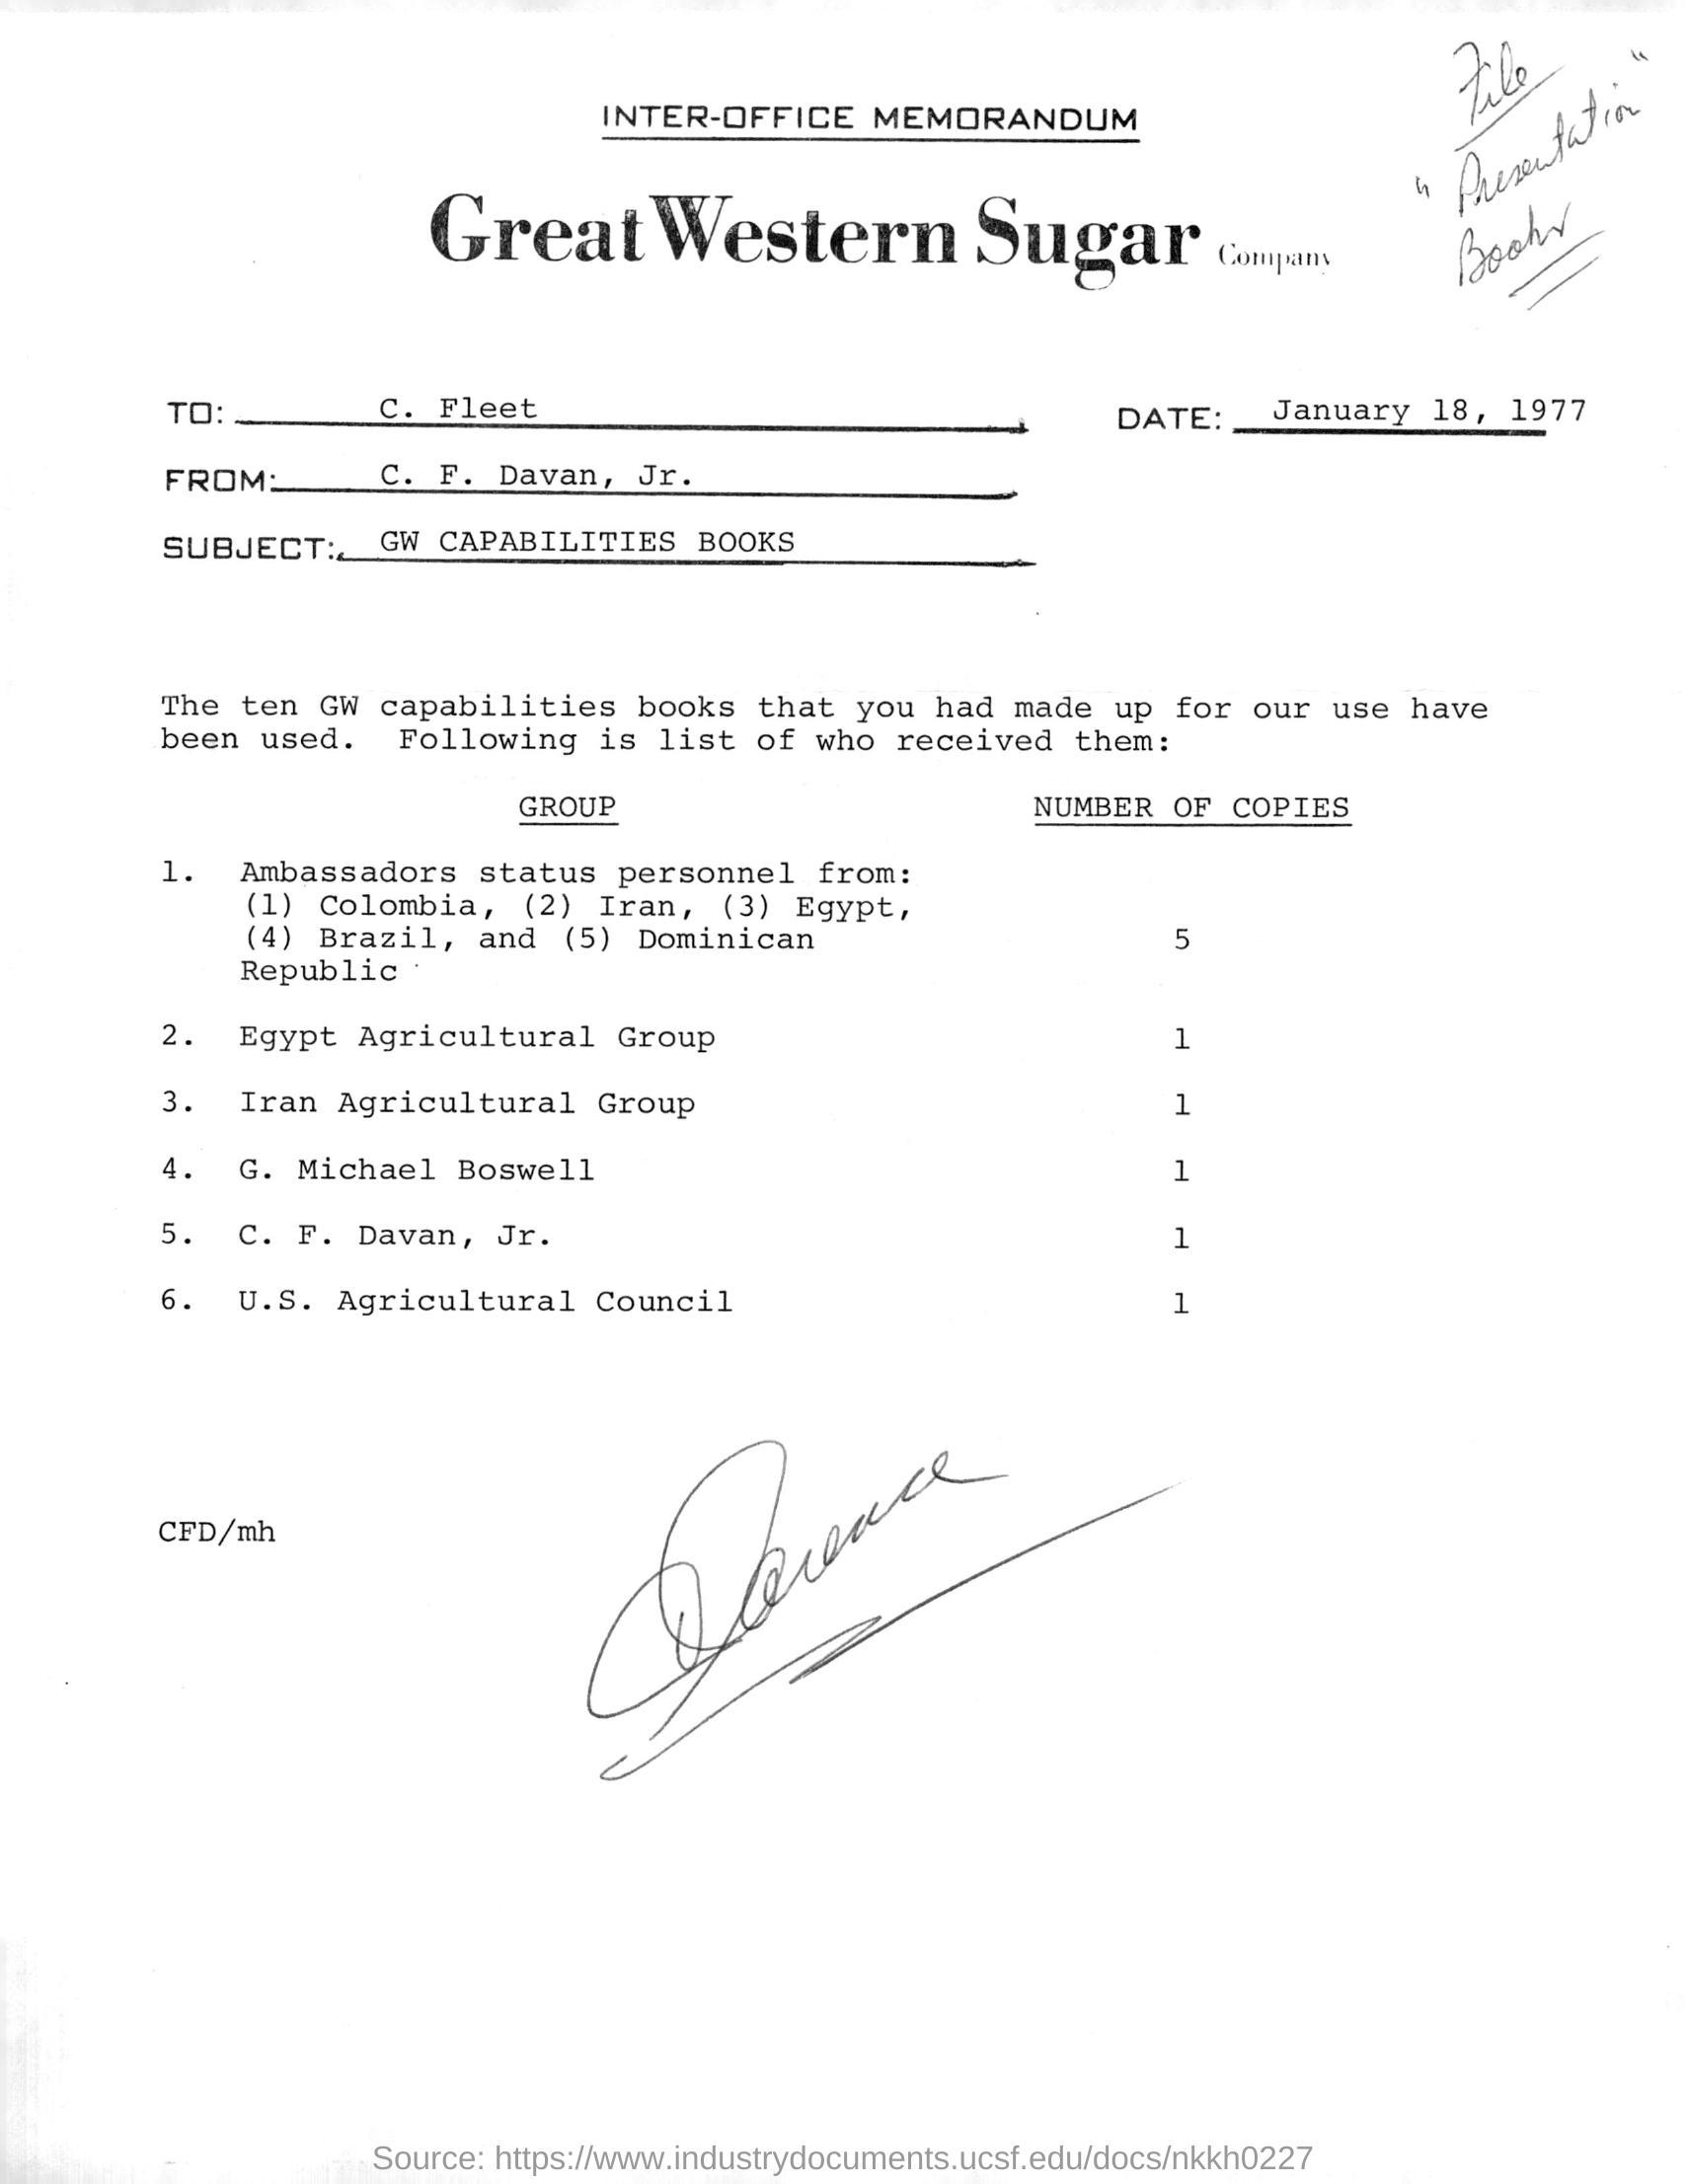 File
"Presentation"
Books
INTER-OFFICE MEMORANDUM
Great Western Sugar Company
TO: C. Fleet DATE: January 18, 1977
FROM: C. F. Davan, Jr.
SUBJECT: GW CAPABILITIES BOOKS
The ten GW capabilities books that you had made up for our use have
been used. Following is list of who received them:
GROUP NUMBER OF COPIES
1. Ambassadors status personnel from:
(1) Colombia, (2) Iran, (3) Egypt,
(4) Brazil, and (5) Dominican 5
Republic
2. Egypt Agricultural Group 1
3. Iran Agricultural Group 1
4. G. Michael Boswell 1
5. C. F. Davan, Jr. 1
6. U.S. Agricultural Council 1
Clarence
CFD/mh
Source: https://www.industrydocuments.ucsf.edu/docs/nkkh0227